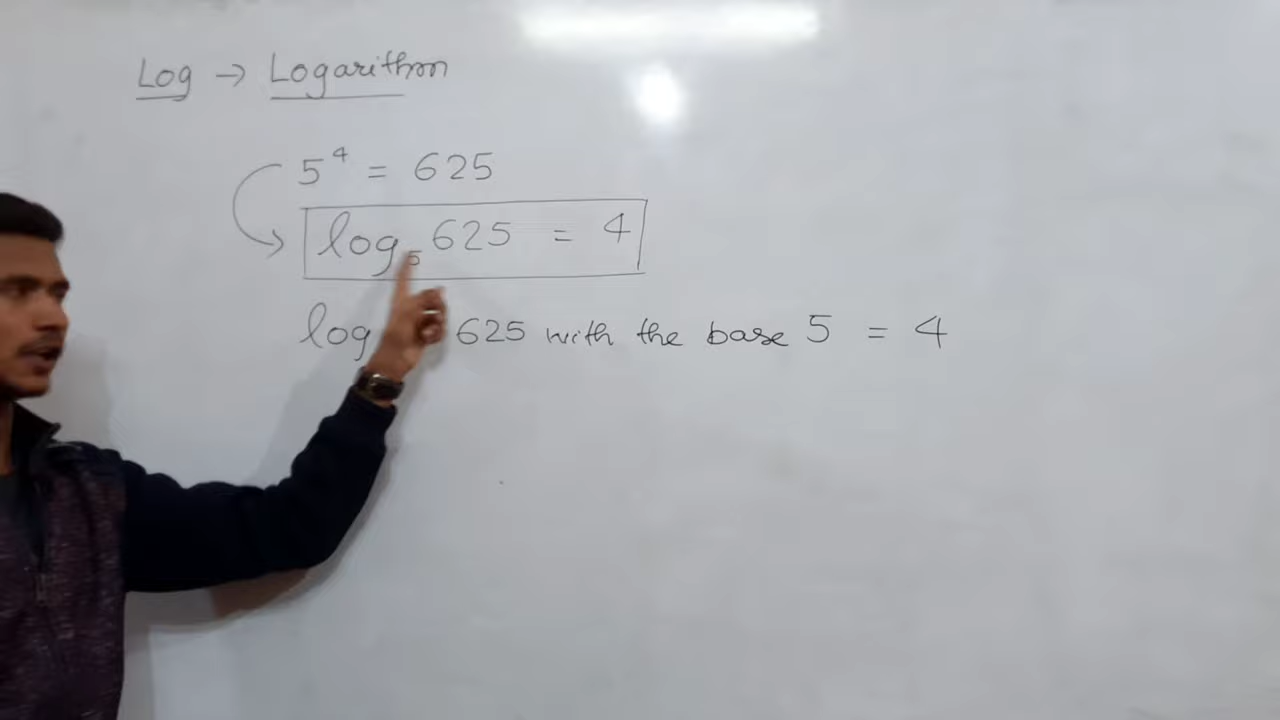 Log → Logarithm
5⁴ = 625
log₅ 625 = 4
log 625 with the base 5 = 4